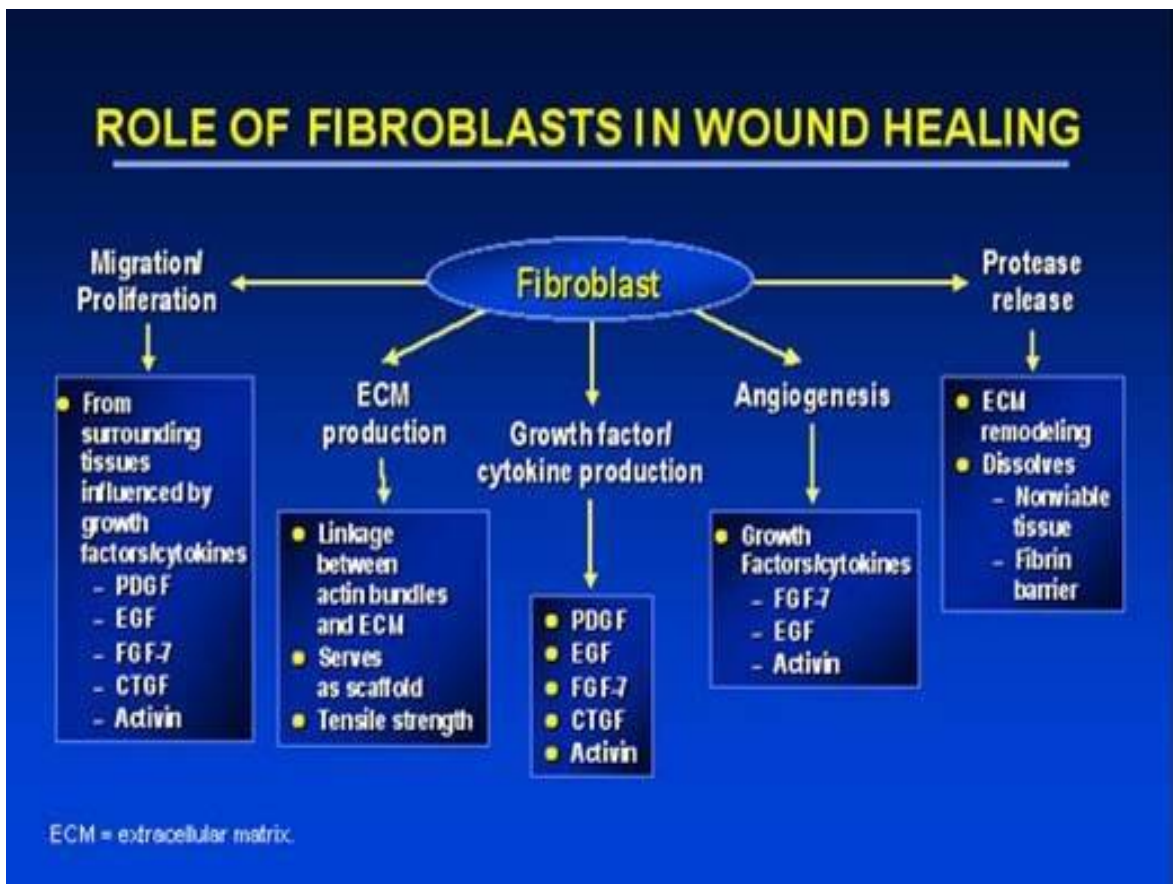 ROLE OF FIBROBLASTS IN WOUND HEALING
Fibroblast
Migration/
Proliferation
• From
surrounding
tissues
influenced by
growth
factors/cytokines
– PDGF
– EGF
– FGF-7
– CTGF
– Activin
ECM
production
• Linkage
between
actin bundles
and ECM
• Serves
as scaffold
• Tensile strength
Growth factor/
cytokine production
• PDGF
• EGF
• FGF-7
• CTGF
• Activin
Angiogenesis
• Growth
Factors/cytokines
– FGF-7
– EGF
– Activin
Protease
release
• ECM
remodeling
• Dissolves
– Nonviable
tissue
– Fibrin
barrier
ECM = extracellular matrix.